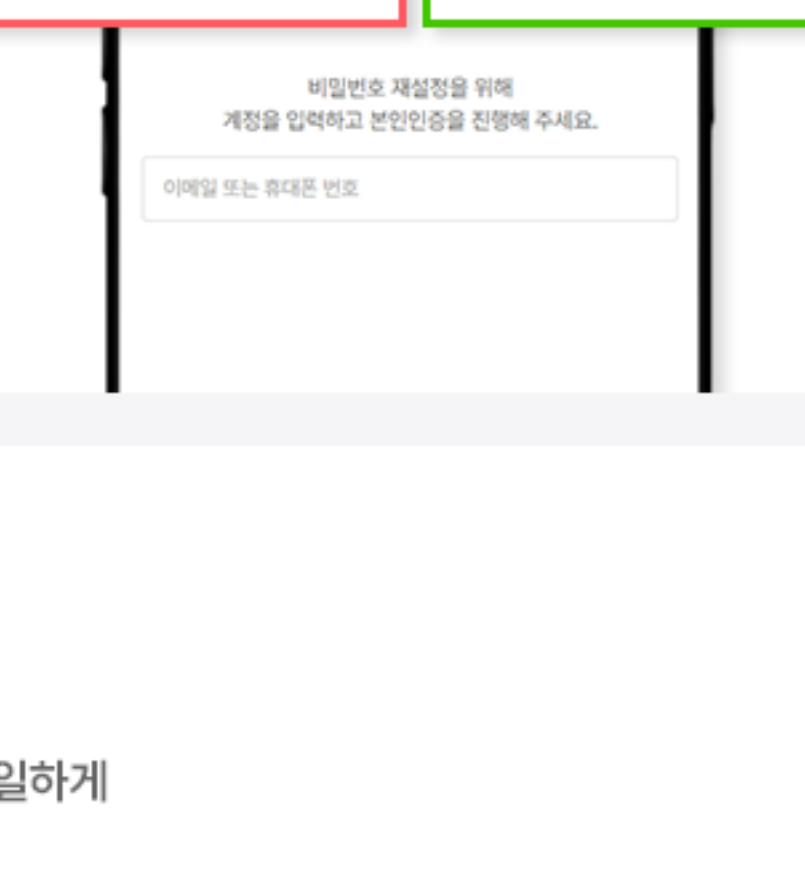 비밀번호 재설정을 위해
계정을 입력하고 본인인증을 진행해 주세요.
이메일 또는 휴대폰 번호
일하게